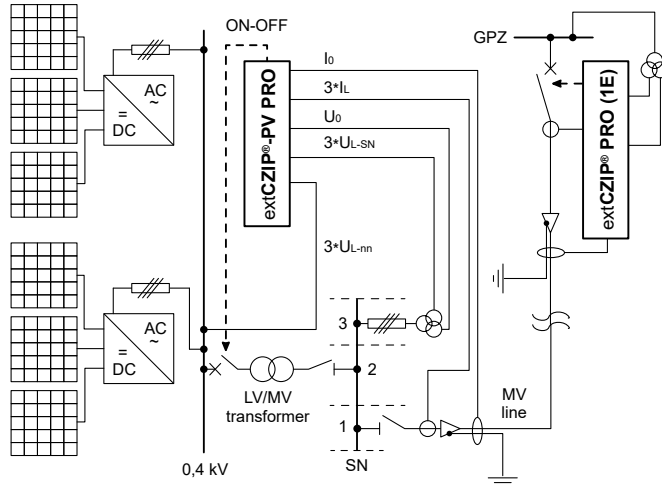 ON-OFF
GPZ
AC
~
=
DC
extCZIP®-PV PRO
I0
3*IL
U0
3*UL-SN
3*UL-nn
extCZIP® PRO (1E)
AC
~
=
DC
3
2
1
LV/MV
transformer
MV
line
0,4 kV
SN